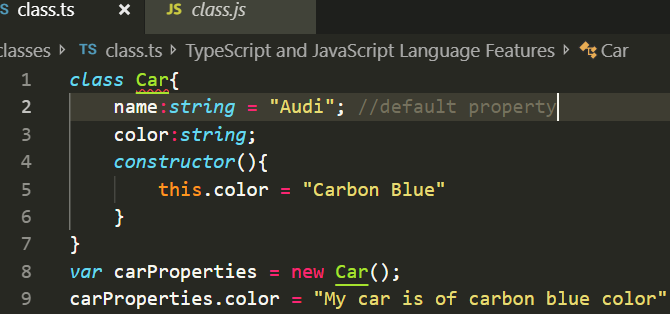 TS class.ts × JS class.js
classes > TS class.ts > TypeScript and JavaScript Language Features > Car
1 class Car{
2 name:string = "Audi"; //default property
3 color:string;
4 constructor(){
5 this.color = "Carbon Blue"
6 }
7 }
8 var carProperties = new Car();
9 carProperties.color = "My car is of carbon blue color"